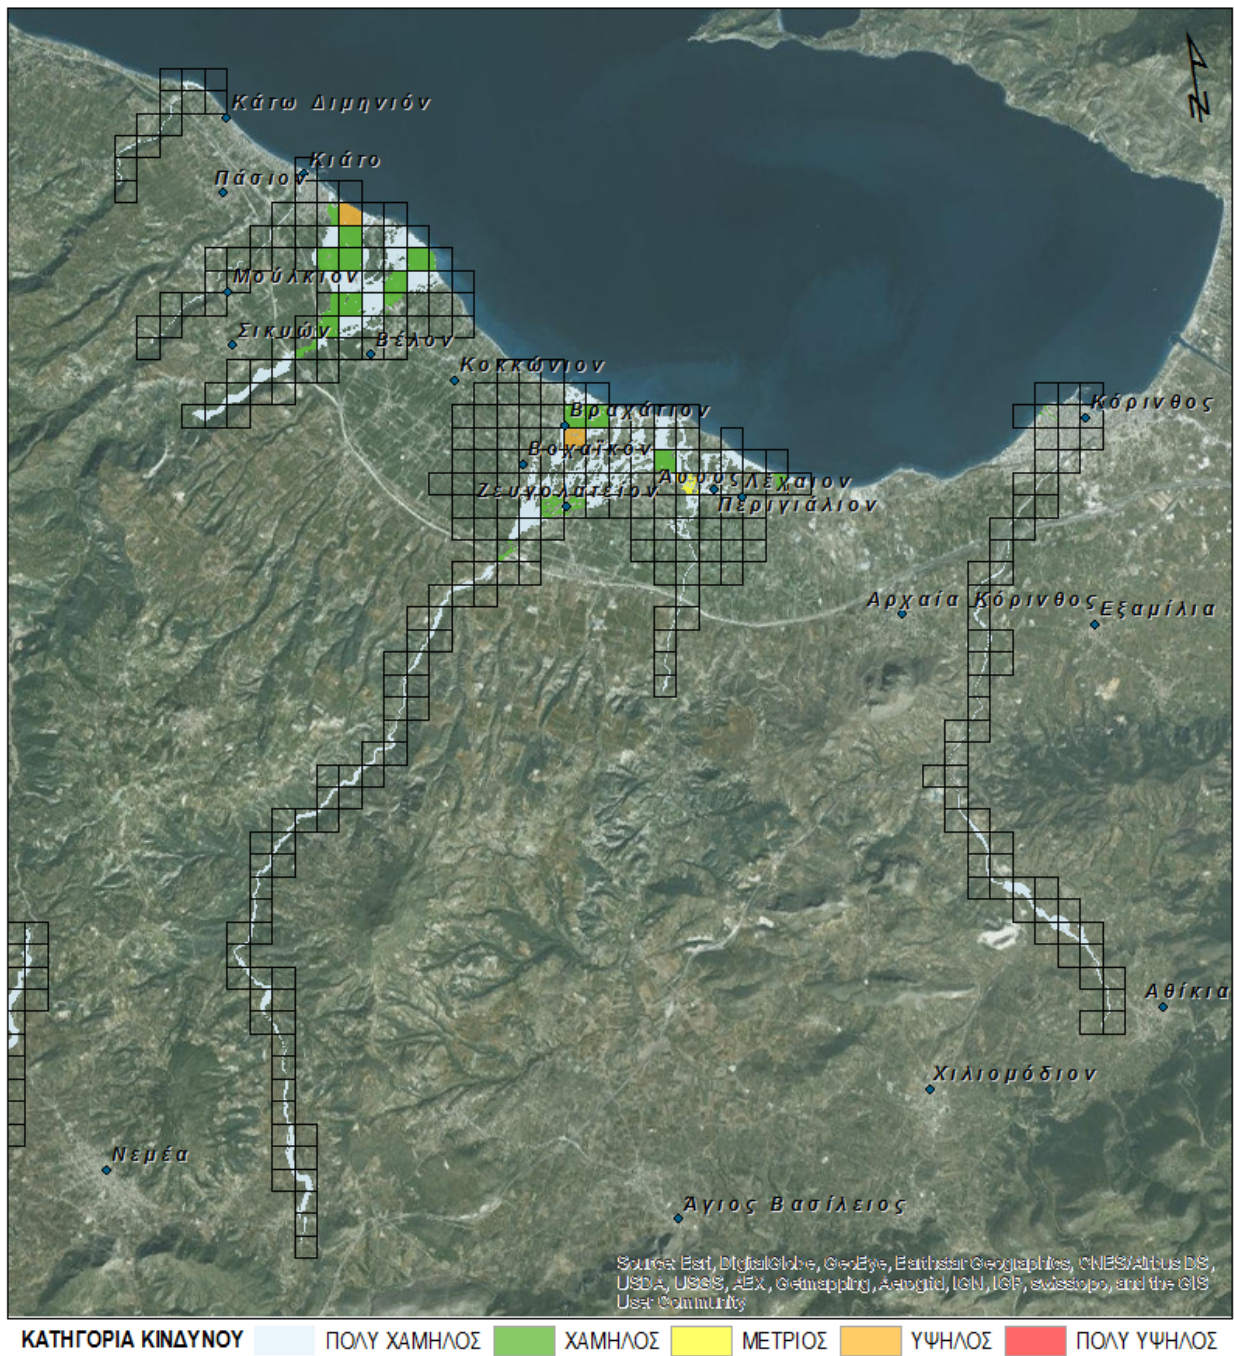 Ν
Κάτω Διμηνιόν
Κιάτο
Πάσιον
Μούλκιον
Σικυών
Βέλον
Κοκκώνιον
Βραχάτιον
Κόρινθος
Βοχαϊκόν
Άσσος Λέχαιον
Ζευγολατειόν
Περιγιάλιον
Αρχαία Κόρινθος
Εξαμίλια
Αθίκια
Χιλιομόδιον
Νεμέα
Άγιος Βασίλειος
Source: Esri, DigitalGlobe, GeoEye, Earthstar Geographics, CNES/Airbus DS,
USDA, USGS, AEX, Getmapping, Aerogrid, IGN, IGP, swisstopo, and the GIS
User Community
ΚΑΤΗΓΟΡΙΑ ΚΙΝΔΥΝΟΥ ΠΟΛΥ ΧΑΜΗΛΟΣ ΧΑΜΗΛΟΣ ΜΕΤΡΙΟΣ ΥΨΗΛΟΣ ΠΟΛΥ ΥΨΗΛΟΣ